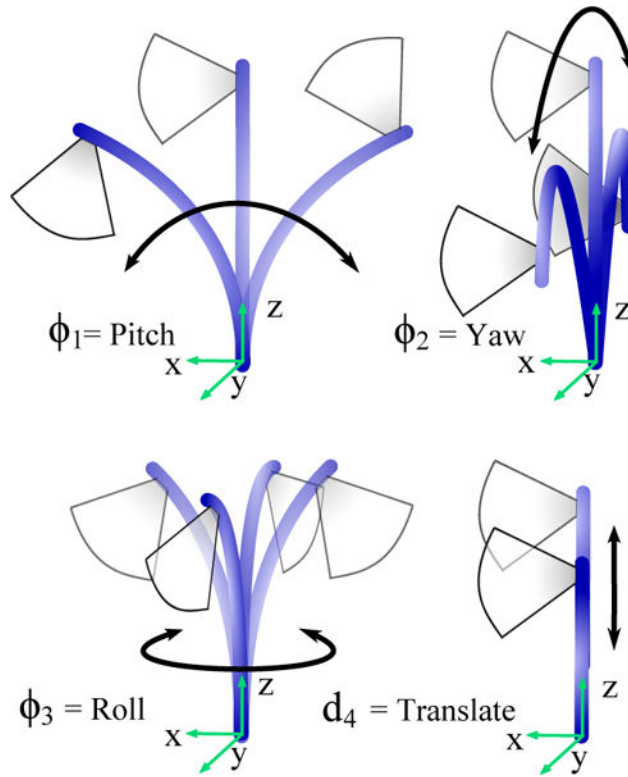 z
ϕ₁= Pitch
x
y
z
ϕ₂ = Yaw
x
y
z
ϕ₃ = Roll
x
y
z
d₄ = Translate
x
y